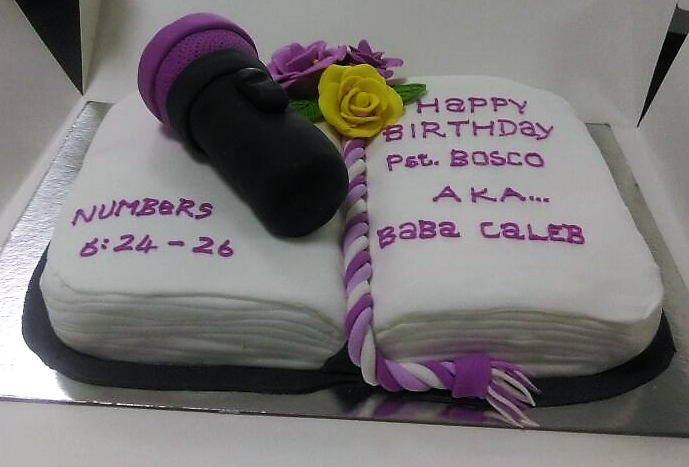 NUMBERS
6:24-26
HaPPY
BIRTHDay
Pst. BOSCO
AKA...
BaBa CaLEB